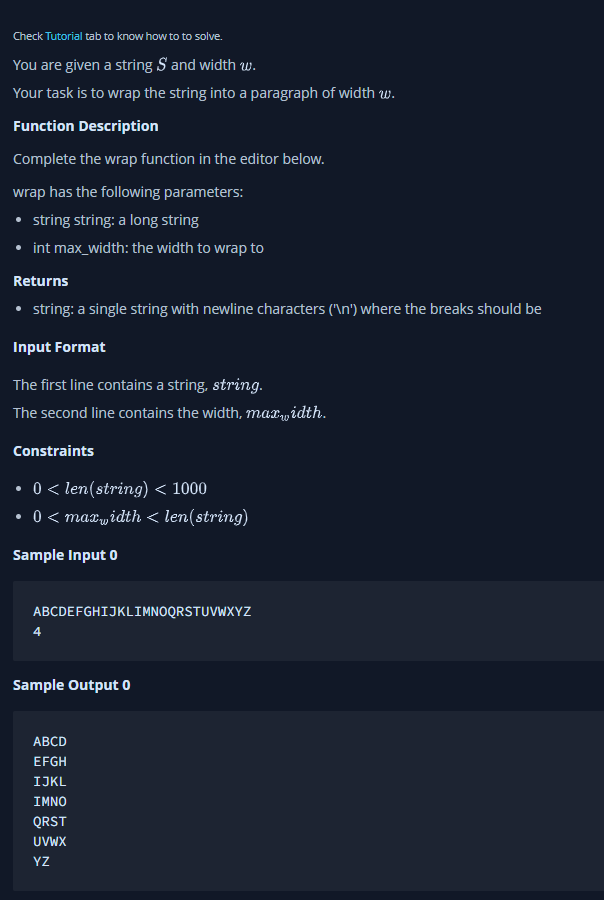 Check Tutorial tab to know how to to solve.
You are given a string S and width w.
Your task is to wrap the string into a paragraph of width w.
Function Description
Complete the wrap function in the editor below.
wrap has the following parameters:
• string string: a long string
• int max_width: the width to wrap to
Returns
• string: a single string with newline characters ('\n') where the breaks should be
Input Format
The first line contains a string, string.
The second line contains the width, max_width.
Constraints
• 0 < len(string) < 1000
• 0 < max_width < len(string)
Sample Input 0
ABCDEFGHIJKLIMNOQRSTUVWXYZ
4
Sample Output 0
ABCD
EFGH
IJKL
IMNO
QRST
UVWX
YZ